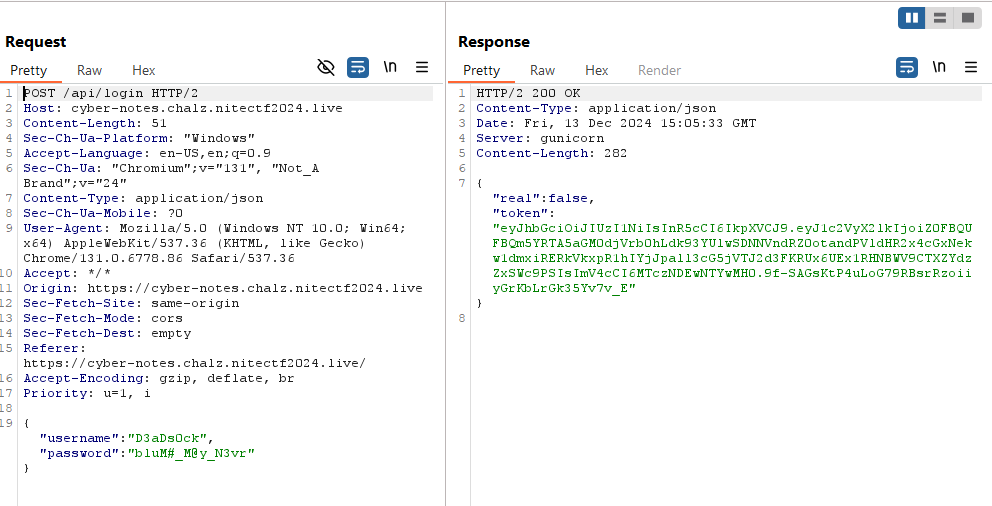 Request
Pretty Raw Hex
\n
1 POST /api/login HTTP/2
2 Host: cyber-notes.chalz.nitectf2024.live
3 Content-Length: 51
4 Sec-Ch-Ua-Platform: "Windows"
5 Accept-Language: en-US,en;q=0.9
6 Sec-Ch-Ua: "Chromium";v="131", "Not_A
Brand";v="24"
7 Content-Type: application/json
8 Sec-Ch-Ua-Mobile: ?0
9 User-Agent: Mozilla/5.0 (Windows NT 10.0; Win64;
x64) AppleWebKit/537.36 (KHTML, like Gecko)
Chrome/131.0.6778.86 Safari/537.36
10 Accept: */*
11 Origin: https://cyber-notes.chalz.nitectf2024.live
12 Sec-Fetch-Site: same-origin
13 Sec-Fetch-Mode: cors
14 Sec-Fetch-Dest: empty
15 Referer:
https://cyber-notes.chalz.nitectf2024.live/
16 Accept-Encoding: gzip, deflate, br
17 Priority: u=1, i
18
19 {
"username":"D3aDs0ck",
"password":"bluM#_M@y_N3vr"
}
Response
Pretty Raw Hex Render
\n
1 HTTP/2 200 OK
2 Content-Type: application/json
3 Date: Fri, 13 Dec 2024 15:05:33 GMT
4 Server: gunicorn
5 Content-Length: 282
6
7 {
"real":false,
"token":
}
8